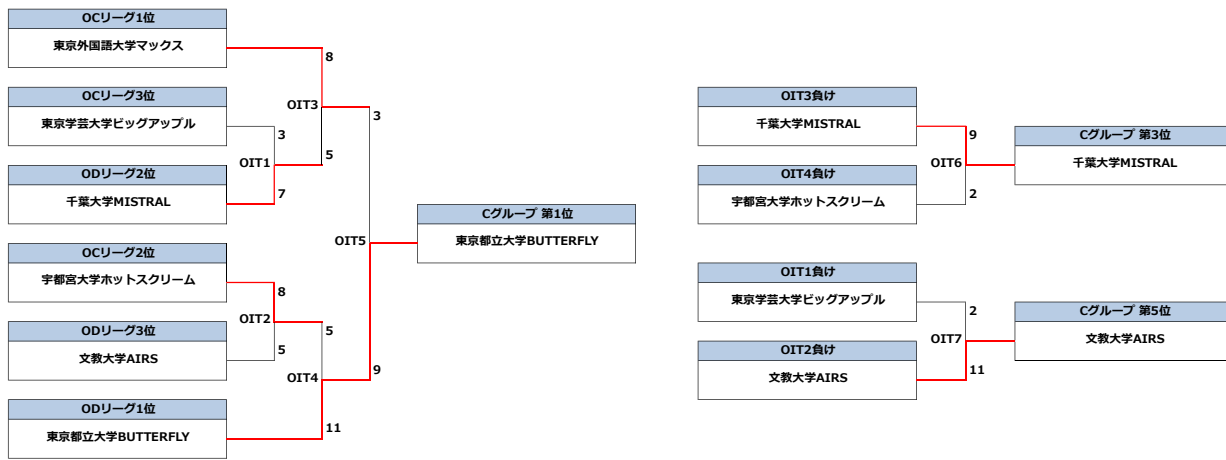 OCリーグ1位
東京外国語大学マックス
8
OCリーグ3位
東京学芸大学ビッグアップル
OIT3
3
3
OIT1
5
ODリーグ2位
千葉大学MISTRAL
7
OIT5
Cグループ 第1位
東京都立大学BUTTERFLY
OCリーグ2位
宇都宮大学ホットスクリーム
8
OIT2
5
ODリーグ3位
文教大学AIRS
5
OIT4
9
ODリーグ1位
東京都立大学BUTTERFLY
11
OIT3負け
千葉大学MISTRAL
9
OIT6
Cグループ 第3位
千葉大学MISTRAL
OIT4負け
宇都宮大学ホットスクリーム
2
OIT1負け
東京学芸大学ビッグアップル
2
OIT7
Cグループ 第5位
文教大学AIRS
OIT2負け
文教大学AIRS
11